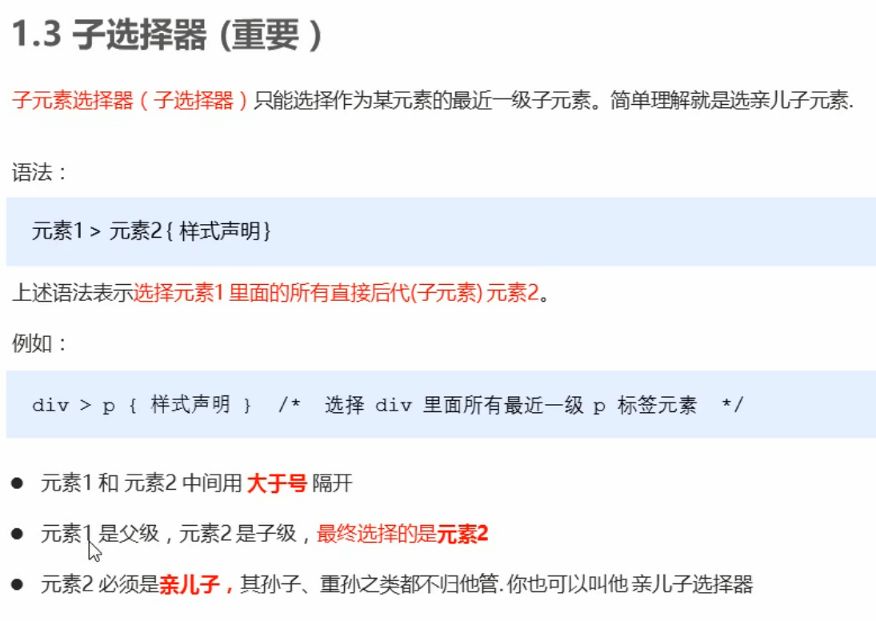 1.3 子选择器 (重要 )
子元素选择器（子选择器）只能选择作为某元素的最近一级子元素。简单理解就是选亲儿子元素.
语法：
元素1 > 元素2 { 样式声明 }
上述语法表示选择元素1 里面的所有直接后代(子元素) 元素2。
例如：
div > p { 样式声明 } /* 选择 div 里面所有最近一级 p 标签元素 */
● 元素1 和 元素2 中间用 大于号 隔开
● 元素1 是父级，元素2 是子级，最终选择的是元素2
● 元素2 必须是亲儿子，其孙子、重孙之类都不归他管. 你也可以叫他 亲儿子选择器